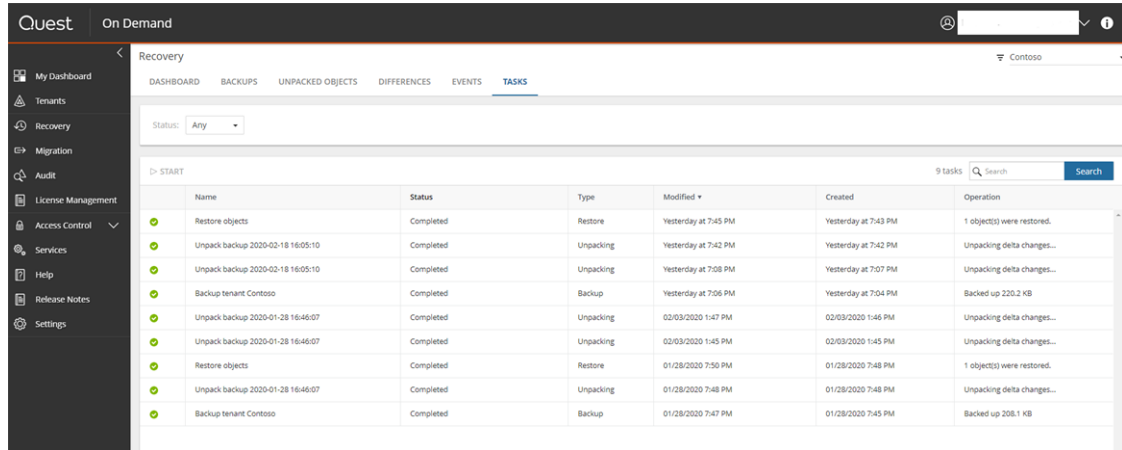 Quest On Demand
Recovery
Contoso
My Dashboard
Tenants
Recovery
Migration
Audit
License Management
Access Control
Services
Help
Release Notes
Settings
DASHBOARD BACKUPS UNPACKED OBJECTS DIFFERENCES EVENTS TASKS
Status: Any
START 9 tasks Search Search
Name Status Type Modified Created Operation
Restore objects Completed Restore Yesterday at 7:45 PM Yesterday at 7:43 PM 1 object(s) were restored.
Unpack backup 2020-02-18 16:05:10 Completed Unpacking Yesterday at 7:42 PM Yesterday at 7:42 PM Unpacking delta changes...
Unpack backup 2020-02-18 16:05:10 Completed Unpacking Yesterday at 7:08 PM Yesterday at 7:07 PM Unpacking delta changes...
Backup tenant Contoso Completed Backup Yesterday at 7:06 PM Yesterday at 7:04 PM Backed up 220.2 KB
Unpack backup 2020-01-28 16:46:07 Completed Unpacking 02/03/2020 1:47 PM 02/03/2020 1:46 PM Unpacking delta changes...
Unpack backup 2020-01-28 16:46:07 Completed Unpacking 02/03/2020 1:45 PM 02/03/2020 1:45 PM Unpacking delta changes...
Restore objects Completed Restore 01/28/2020 7:50 PM 01/28/2020 7:48 PM 1 object(s) were restored.
Unpack backup 2020-01-28 16:46:07 Completed Unpacking 01/28/2020 7:48 PM 01/28/2020 7:48 PM Unpacking delta changes...
Backup tenant Contoso Completed Backup 01/28/2020 7:47 PM 01/28/2020 7:45 PM Backed up 208.1 KB